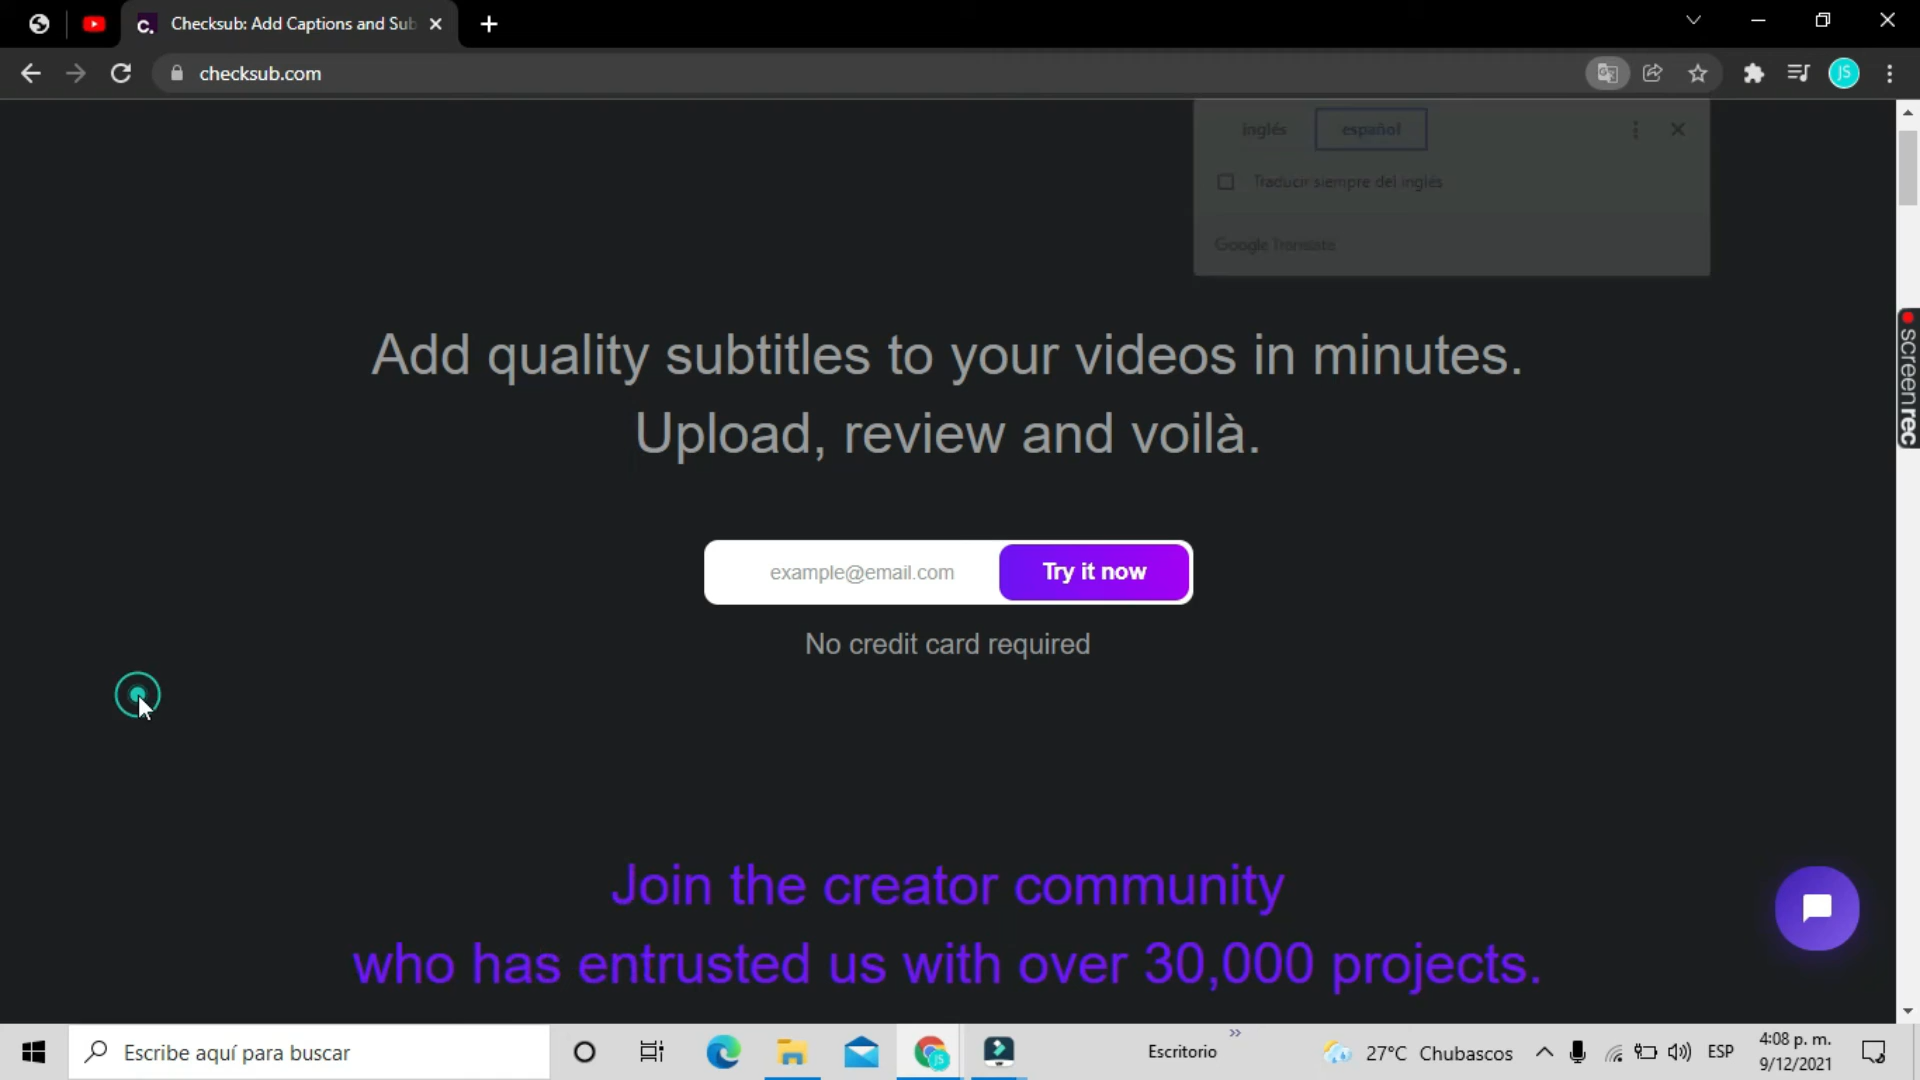 Checksub: Add Captions and Sub
checksub.com
JS
inglés español
Traducir siempre del inglés
Google Translate
Add quality subtitles to your videos in minutes.
Upload, review and voilà.
example@email.com Try it now
No credit card required
Join the creator community
who has entrusted us with over 30,000 projects.
screenrec
Escribe aquí para buscar
Escritorio
27°C Chubascos
ESP
4:08 p. m.
9/12/2021